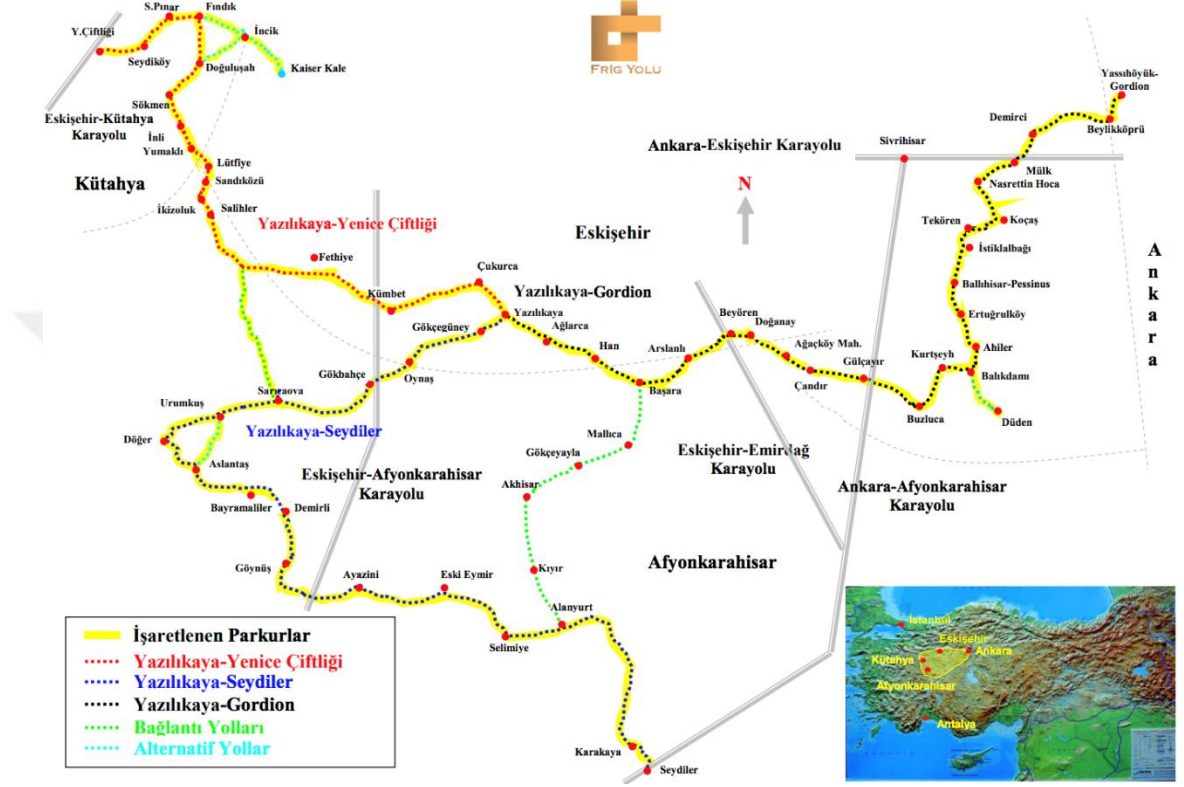 S.Pınar
Fındık
Y.Çiftliği
İncik
Seydiköy
Doğuluşah
Kaiser Kale
FRİG YOLU
Yassıhöyük-
Gordion
Sökmen
Eskişehir-Kütahya
Karayolu
İnli
Yumaklı
Demirci
Beylikköprü
Ankara-Eskişehir Karayolu
Sivrihisar
Lütfiye
Mülk
Kütahya
Sandıközü
N
Nasrettin Hoca
İkizoluk
Salihler
Yazılıkaya-Yenice Çiftliği
Eskişehir
Tekören
Koçaş
İstiklalbağı
Ankara
Fethiye
Çukurca
Ballıhisar-Pessinus
Kümbet
Yazılıkaya-Gordion
Yazılıkaya
Gökçegüney
Ağlarca
Beyören
Doğanay
Ertuğrulköy
Han
Arslanlı
Ağaçköy Mah.
Gülçayır
Kurtşeyh
Ahiler
Gökbahçe
Oynaş
Çandır
Balıkdamı
Sarıcaova
Başara
Buzluca
Düden
Urumkuş
Yazılıkaya-Seydiler
Döğer
Mallıca
Gökçeyayla
Eskişehir-Emirdağ
Karayolu
Aslantaş
Eskişehir-Afyonkarahisar
Karayolu
Akhisar
Ankara-Afyonkarahisar
Karayolu
Bayramaliler
Demirli
Göynüş
Ayazini
Eski Eymir
Kıyır
Afyonkarahisar
Alanyurt
Selimiye
Karakaya
Seydiler
İşaretlenen Parkurlar
Yazılıkaya-Yenice Çiftliği
Yazılıkaya-Seydiler
Yazılıkaya-Gordion
Bağlantı Yolları
Alternatif Yollar
İstanbul
Eskişehir
Ankara
Kütahya
Afyonkarahisar
Antalya